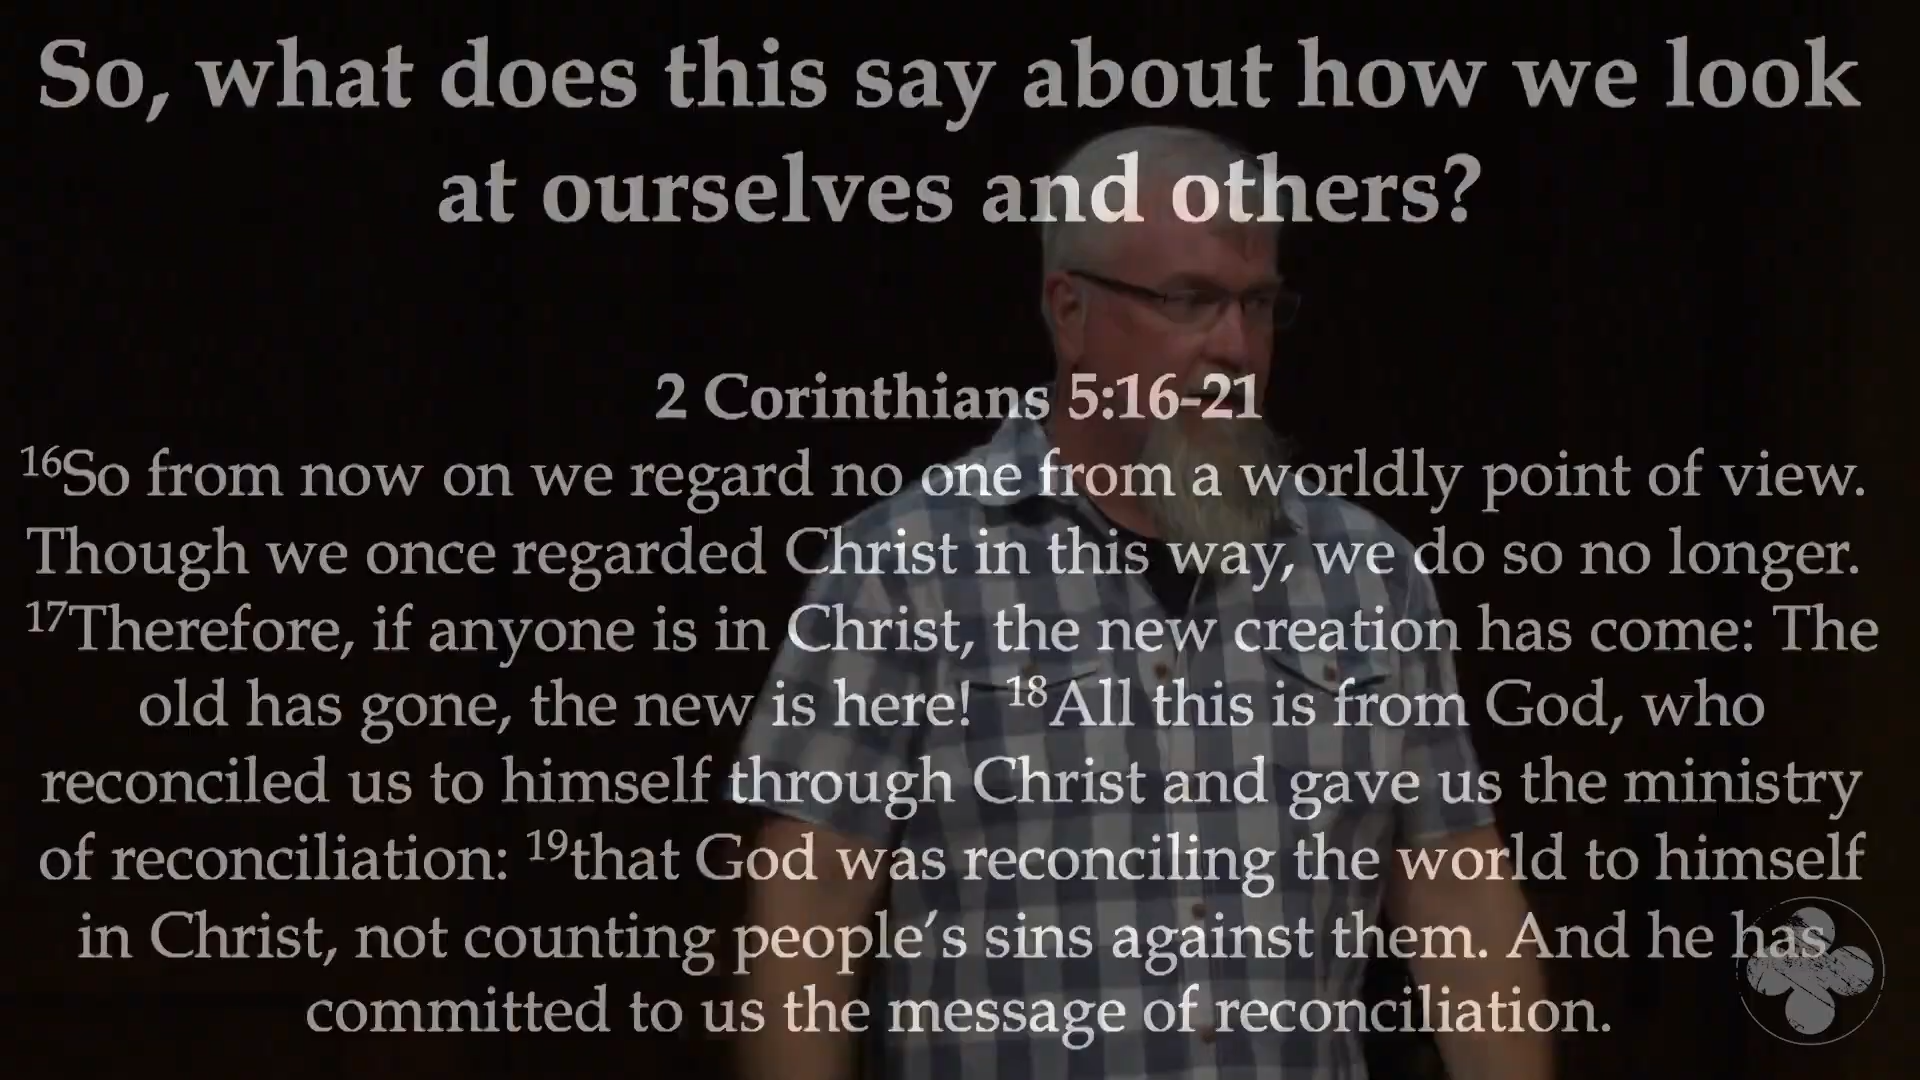 So, what does this say about how we look
at ourselves and others?
2 Corinthians 5:16-21
16So from now on we regard no one from a worldly point of view.
Though we once regarded Christ in this way, we do so no longer.
17Therefore, if anyone is in Christ, the new creation has come: The
old has gone, the new is here! 18All this is from God, who
reconciled us to himself through Christ and gave us the ministry
of reconciliation: 19that God was reconciling the world to himself
in Christ, not counting people’s sins against them. And he has
committed to us the message of reconciliation.